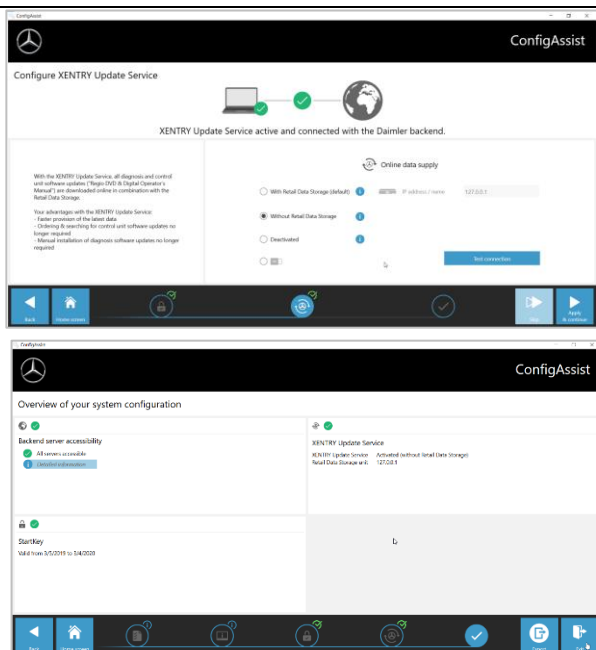 ConfigAssist
ConfigAssist
Configure XENTRY Update Service
XENTRY Update Service active and connected with the Daimler backend.
With the XENTRY Update Service, all diagnosis and control
unit software updates ("Regio DVD & Digital Operator's
Manual") are downloaded online in combination with the
Retail Data Storage.
Your advantages with the XENTRY Update Service:
- Faster provision of the latest data
- Ordering & searching for control unit software updates no
longer required
- Manual installation of diagnosis software updates no longer
required
Online data supply
With Retail Data Storage (default)
IP address / name
127.0.0.1
Without Retail Data Storage
Deactivated
Test connection
Back
Home screen
Skip
Apply
& continue
ConfigAssist
ConfigAssist
Overview of your system configuration
Backend server accessibility
All servers accessible
Detailed information
XENTRY Update Service
XENTRY Update Service Activated (without Retail Data Storage)
Retail Data Storage unit 127.0.0.1
StartKey
Valid from 3/5/2019 to 3/4/2020
Back
Home screen
Export
Exit